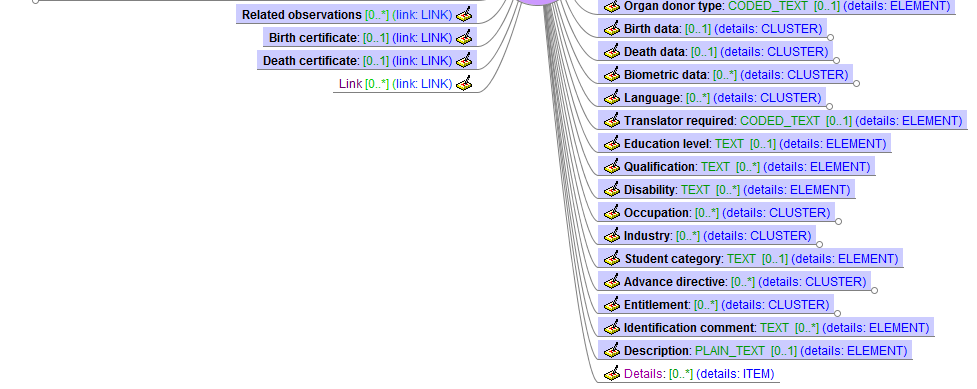 Related observations [0..*] (link: LINK)
Birth certificate: [0..1] (link: LINK)
Death certificate: [0..1] (link: LINK)
Link [0..*] (link: LINK)
Organ donor type: CODED_TEXT [0..1] (details: ELEMENT)
Birth data: [0..1] (details: CLUSTER)
Death data: [0..1] (details: CLUSTER)
Biometric data: [0..*] (details: CLUSTER)
Language: [0..*] (details: CLUSTER)
Translator required: CODED_TEXT [0..1] (details: ELEMENT)
Education level: TEXT [0..1] (details: ELEMENT)
Qualification: TEXT [0..*] (details: ELEMENT)
Disability: TEXT [0..*] (details: ELEMENT)
Occupation: [0..*] (details: CLUSTER)
Industry: [0..*] (details: CLUSTER)
Student category: TEXT [0..1] (details: ELEMENT)
Advance directive: [0..*] (details: CLUSTER)
Entitlement: [0..*] (details: CLUSTER)
Identification comment: TEXT [0..*] (details: ELEMENT)
Description: PLAIN_TEXT [0..1] (details: ELEMENT)
Details: [0..*] (details: ITEM)